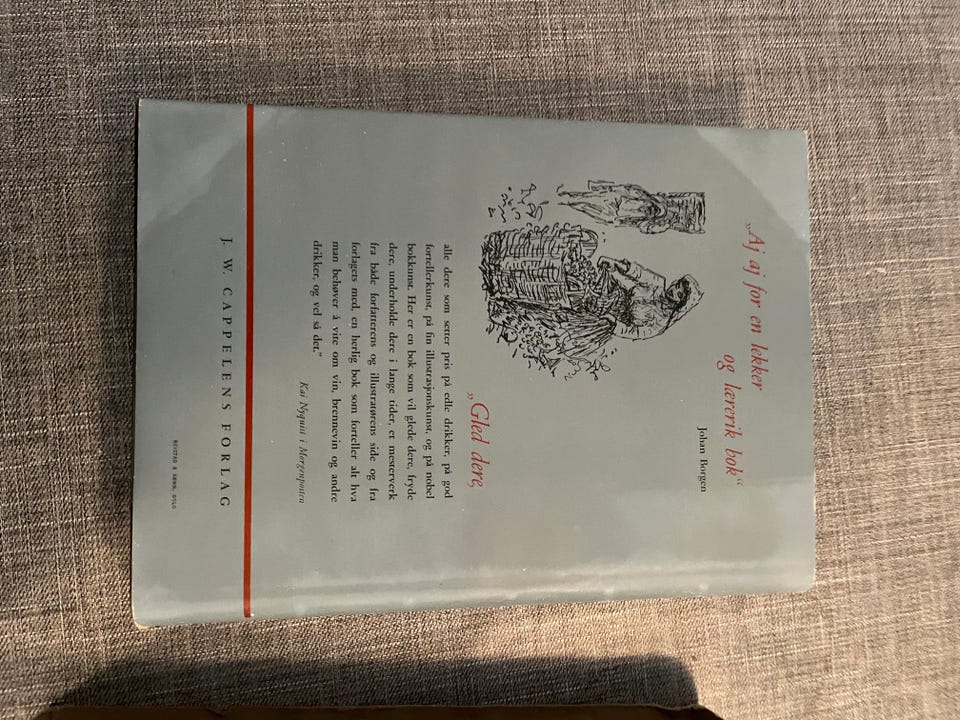 „Aj aj for en lekker
og lærerik bok“
Johan Borgen
„Gled dere,
alle dere som setter pris på edle drikker, på god
fortellerkunst, på fin illustrasjonskunst, og på nobel
bokkunst. Her er en bok som vil glede dere, fryde
dere, underholde dere i lange tider, et mesterverk
fra både forfatterens og illustratørens side og fra
forlagets med, en herlig bok som forteller alt hva
man behøver å vite om vin, brennevin og andre
drikker, og vel så det.“
Kai Nyquist i Morgenposten
J. W. CAPPELENS FORLAG
REISTAD & SØNN, OSLO